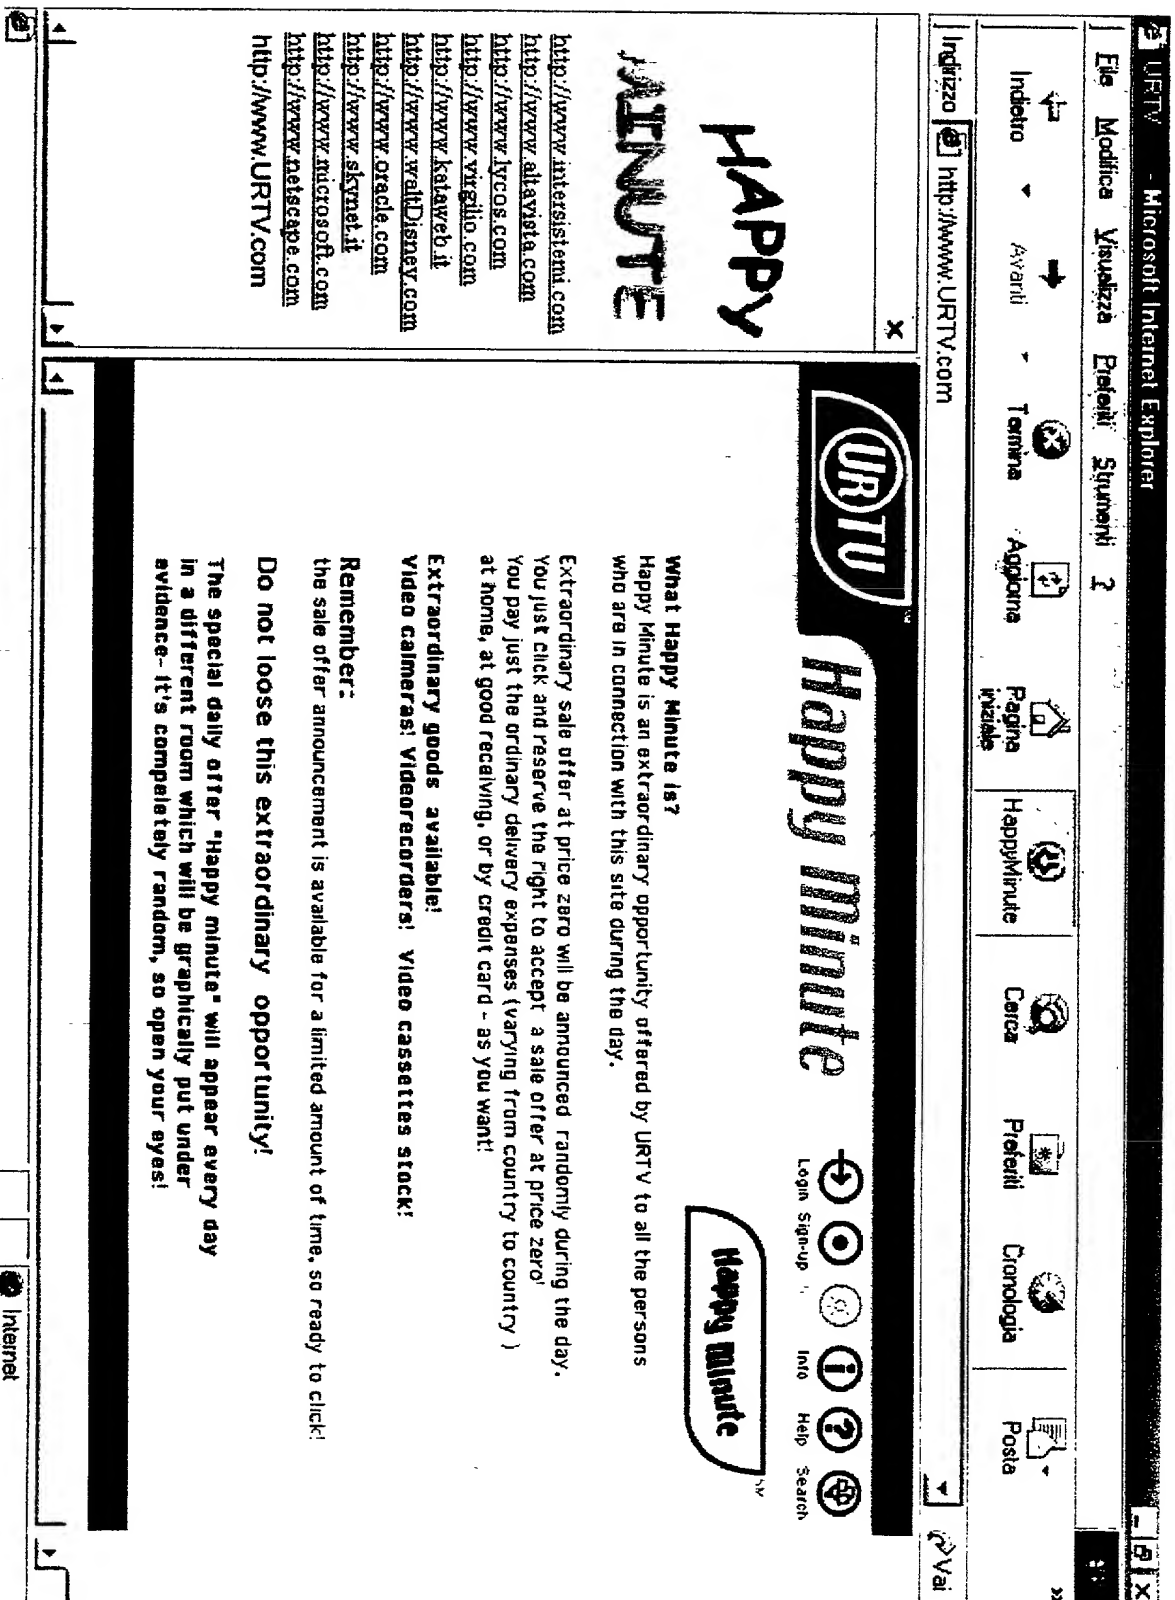 URTV - Microsoft Internet Explorer
File Modifica Visualizza Preferiti Strumenti ?
Indietro Avanti Termina Aggiorna Pagina iniziale HappyMinute Cerca Preferiti Cronologia Posta »
Indirizzo http://www.URTV.com Vai
HAPPY
MINUTE
http://www.intersistemi.com
http://www.altavista.com
http://www.lycos.com
http://www.virgilio.com
http://www.kataweb.it
http://www.waltDisney.com
http://www.oracle.com
http://www.skynet.it
http://www.microsoft.com
http://www.netscape.com
http://www.URTV.com
URTV
Happy minute
Login Sign-up Info Help Search
Happy minute
What Happy Minute is?
Happy Minute is an extraordinary opportunity offered by URTV to all the persons
who are in connection with this site during the day.
Extraordinary sale offer at price zero will be announced randomly during the day.
You just click and reserve the right to accept a sale offer at price zero!
You pay just the ordinary delivery expenses (varying from country to country )
at home, at good receiving, or by credit card - as you want!
Extraordinary goods available!
Video calmeras! Videorecorders! Video cassettes stock!
Remember:
the sale offer announcement is available for a limited amount of time, so ready to click!
Do not loose this extraordinary opportunity!
The special daily offer "Happy minute" will appear every day
in a different room which will be graphically put under
evidence- it's compeletely random, so open your eyes!
Internet